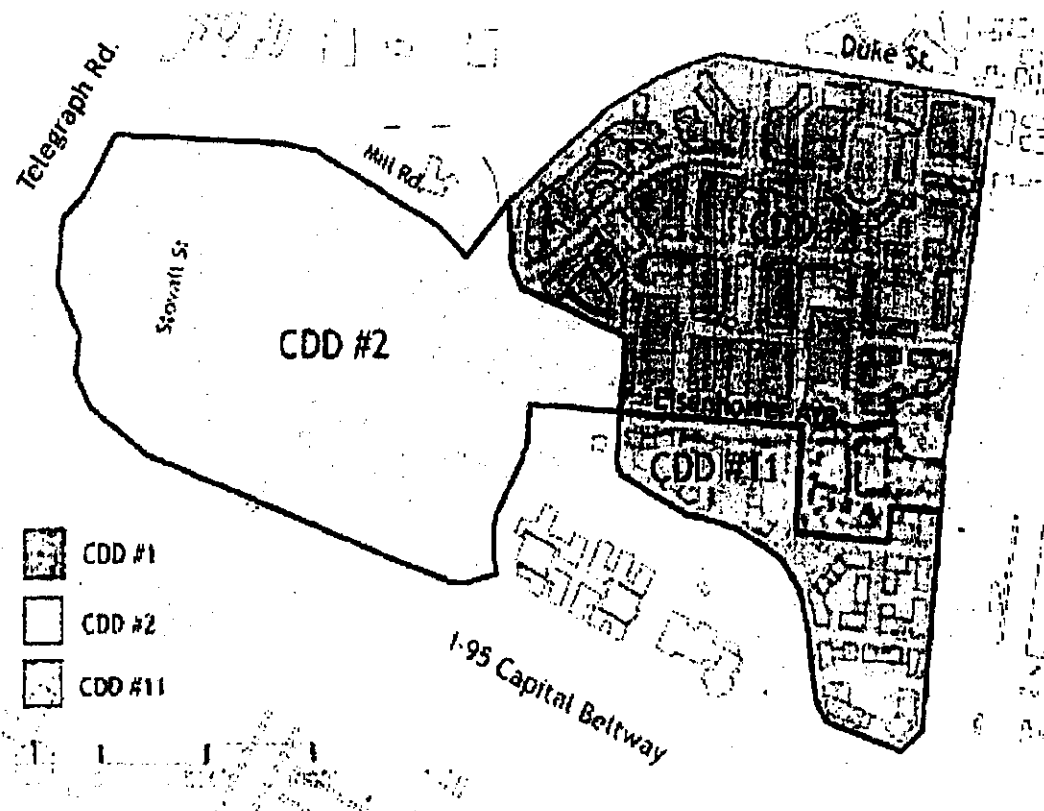 Telegraph Rd.
Duke St.
Mill Rd.
CDD #1
Stovall St
CDD #2
Eisenhower Ave
CDD #11
CDD #1
CDD #2
CDD #11
I-95 Capital Beltway